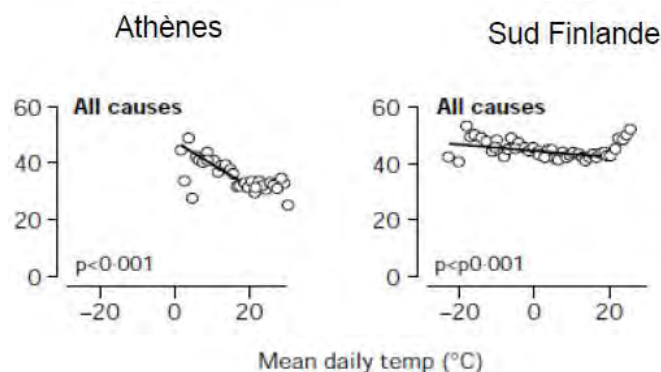 Athènes
Sud Finlande
All causes
All causes
60
40
20
0
60
40
20
0
p<0·001
p<p0·001
−20 0 20
−20 0 20
Mean daily temp (°C)